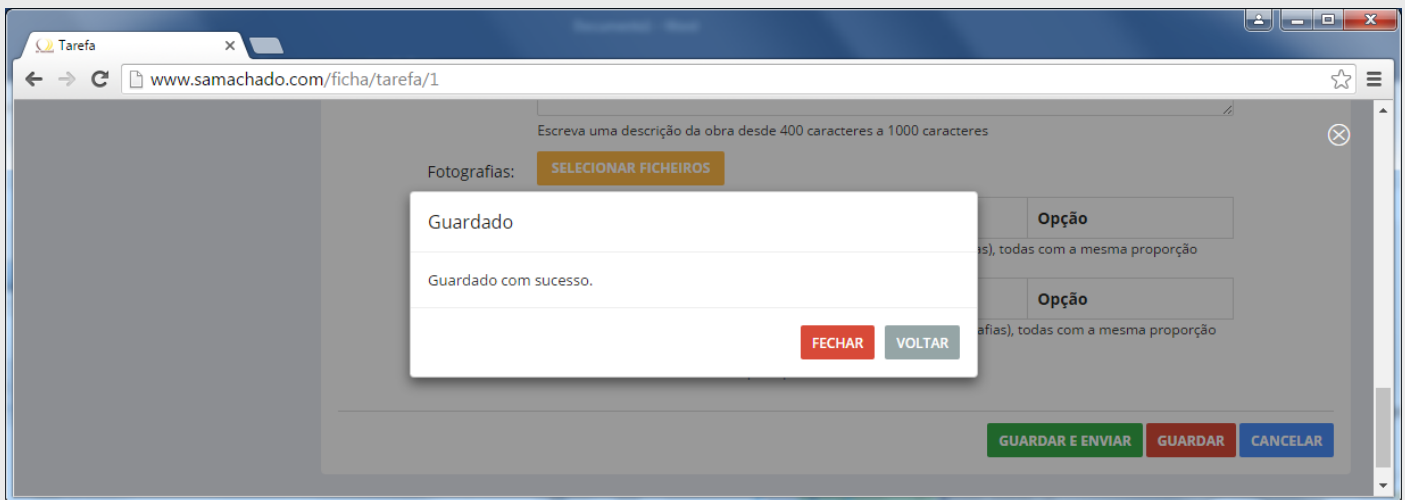 Tarefa
www.samachado.com/ficha/tarefa/1
Escreva uma descrição da obra desde 400 caracteres a 1000 caracteres
Fotografias: SELECIONAR FICHEIROS
Guardado
Opção
todas com a mesma proporção
Guardado com sucesso.
Opção
todas com a mesma proporção
FECHAR VOLTAR
GUARDAR E ENVIAR GUARDAR CANCELAR